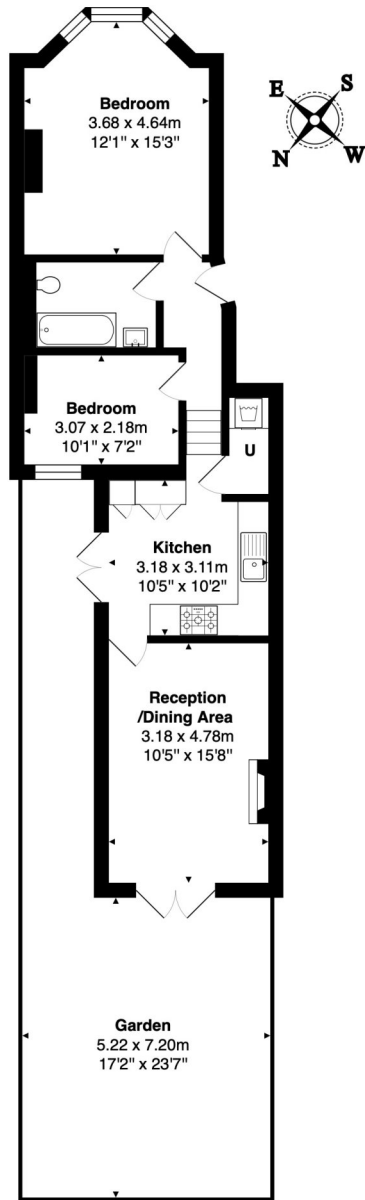 Bedroom
3.68 x 4.64m
12'1" x 15'3"
E S
N W
Bedroom
3.07 x 2.18m
10'1" x 7'2"
U
Kitchen
3.18 x 3.11m
10'5" x 10'2"
Reception
/Dining Area
3.18 x 4.78m
10'5" x 15'8"
Garden
5.22 x 7.20m
17'2" x 23'7"